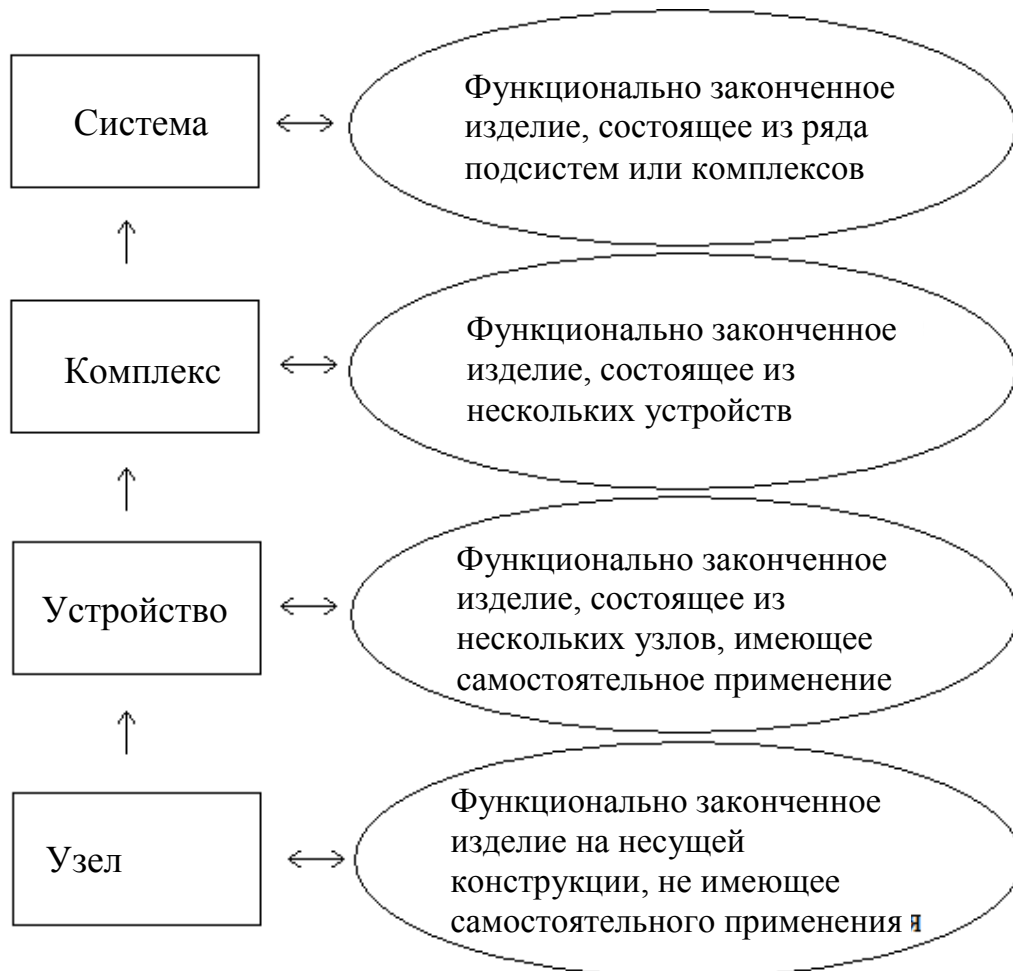 Система
Функционально законченное
изделие, состоящее из ряда
подсистем или комплексов
Комплекс
Функционально законченное
изделие, состоящее из
нескольких устройств
Устройство
Функционально законченное
изделие, состоящее из
нескольких узлов, имеющее
самостоятельное применение
Узел
Функционально законченное
изделие на несущей
конструкции, не имеющее
самостоятельного применения я